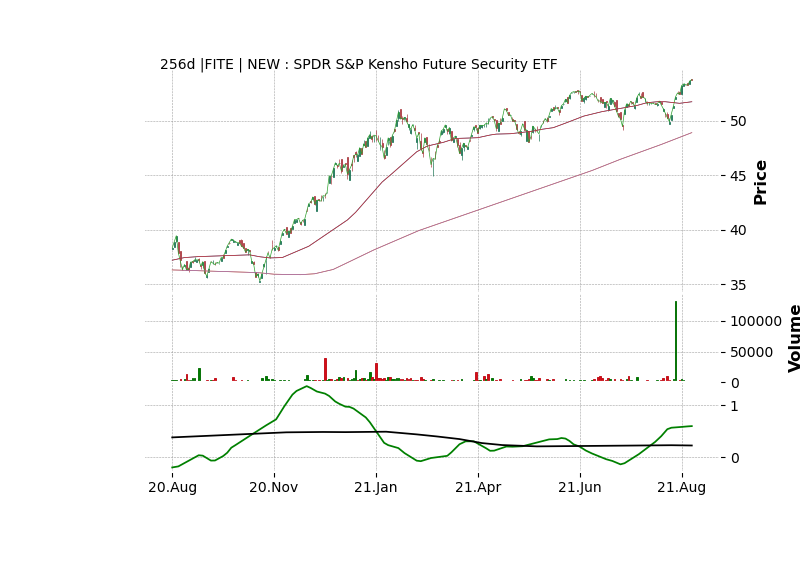 256d |FITE | NEW : SPDR S&P Kensho Future Security ETF
50
45
40
35
Price
100000
50000
0
Volume
1
0
20.Aug 20.Nov 21.Jan 21.Apr 21.Jun 21.Aug